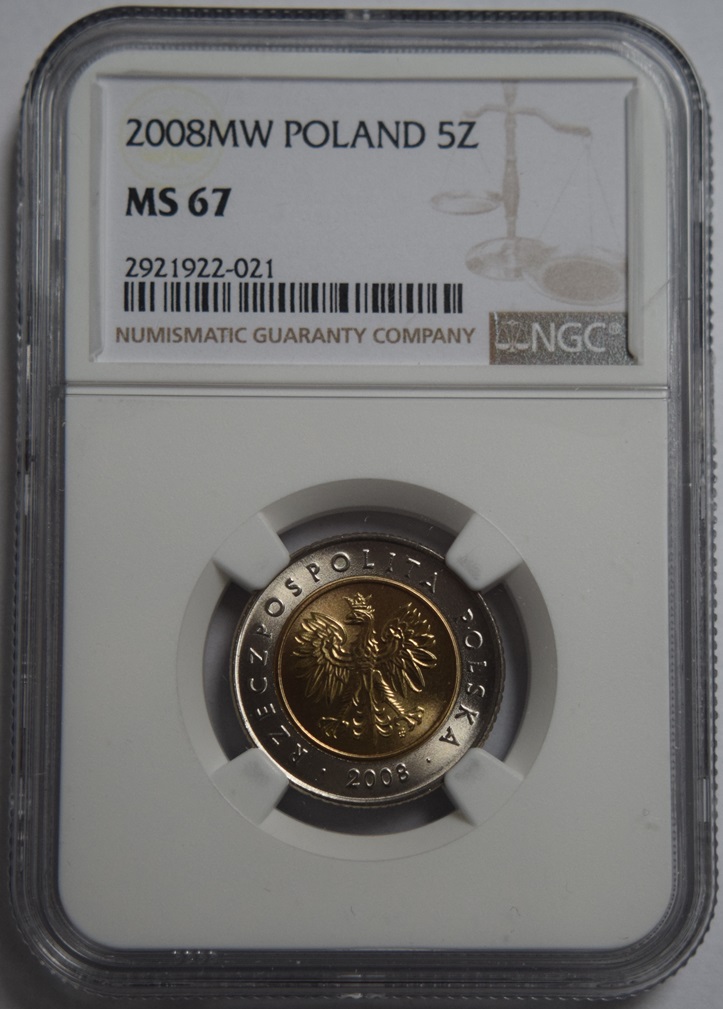 2008MW POLAND 5Z
MS 67
2921922-021
NUMISMATIC GUARANTY COMPANY
NGC®
RZECZPOSPOLITA POLSKA
· 2008 ·